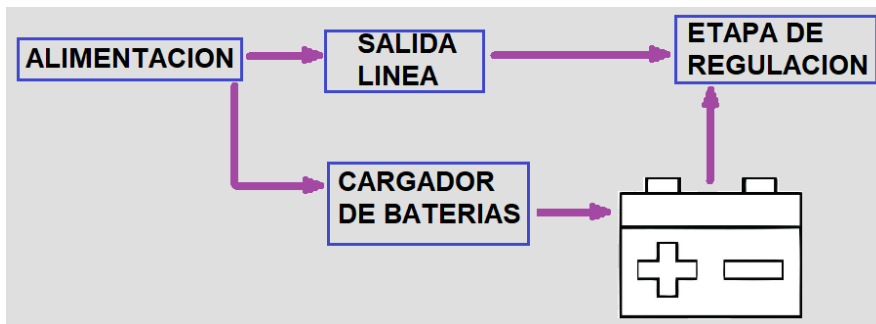 ALIMENTACION
SALIDA
LINEA
ETAPA DE
REGULACION
CARGADOR
DE BATERIAS